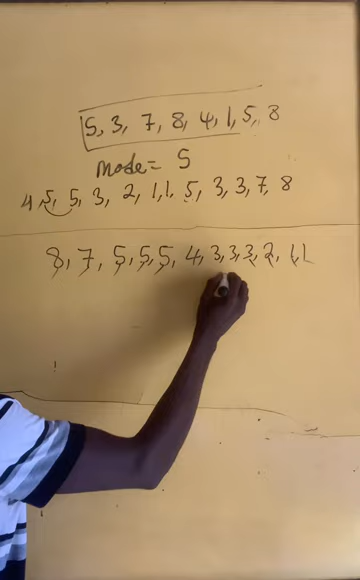 5, 3, 7, 8, 4, 1, 5, 8
mode = 5
4, 5, 5, 3, 2, 1, 1, 5, 3, 3, 7, 8
8, 7, 5, 5, 5, 4, 3, 3, 3, 2, 1, 1